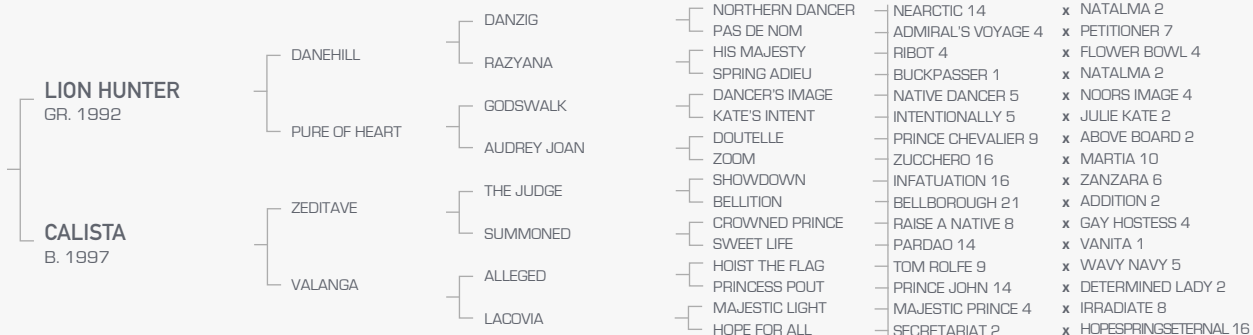 LION HUNTER
GR. 1992
CALISTA
B. 1997
DANEHILL
PURE OF HEART
ZEDITAVE
VALANGA
DANZIG
RAZYANA
GODSWALK
AUDREY JOAN
THE JUDGE
SUMMONED
ALLEGED
LACOVIA
NORTHERN DANCER
PAS DE NOM
HIS MAJESTY
SPRING ADIEU
DANCER'S IMAGE
KATE'S INTENT
DOUTELLE
ZOOM
SHOWDOWN
BELLITION
CROWNED PRINCE
SWEET LIFE
HOIST THE FLAG
PRINCESS POUT
MAJESTIC LIGHT
HOPE FOR ALL
NEARCTIC 14 x NATALMA 2
ADMIRAL'S VOYAGE 4 x PETITIONER 7
RIBOT 4 x FLOWER BOWL 4
BUCKPASSER 1 x NATALMA 2
NATIVE DANCER 5 x NOORS IMAGE 4
INTENTIONALLY 5 x JULIE KATE 2
PRINCE CHEVALIER 9 x ABOVE BOARD 2
ZUCCHERO 16 x MARTIA 10
INFATUATION 16 x ZANZARA 6
BELLBOROUGH 21 x ADDITION 2
RAISE A NATIVE 8 x GAY HOSTESS 4
PARDAO 14 x VANITA 1
TOM ROLFE 9 x WAVY NAVY 5
PRINCE JOHN 14 x DETERMINED LADY 2
MAJESTIC PRINCE 4 x IRRADIATE 8
SECRETARIAT 2 x HOPESPRINGSETERNAL 16